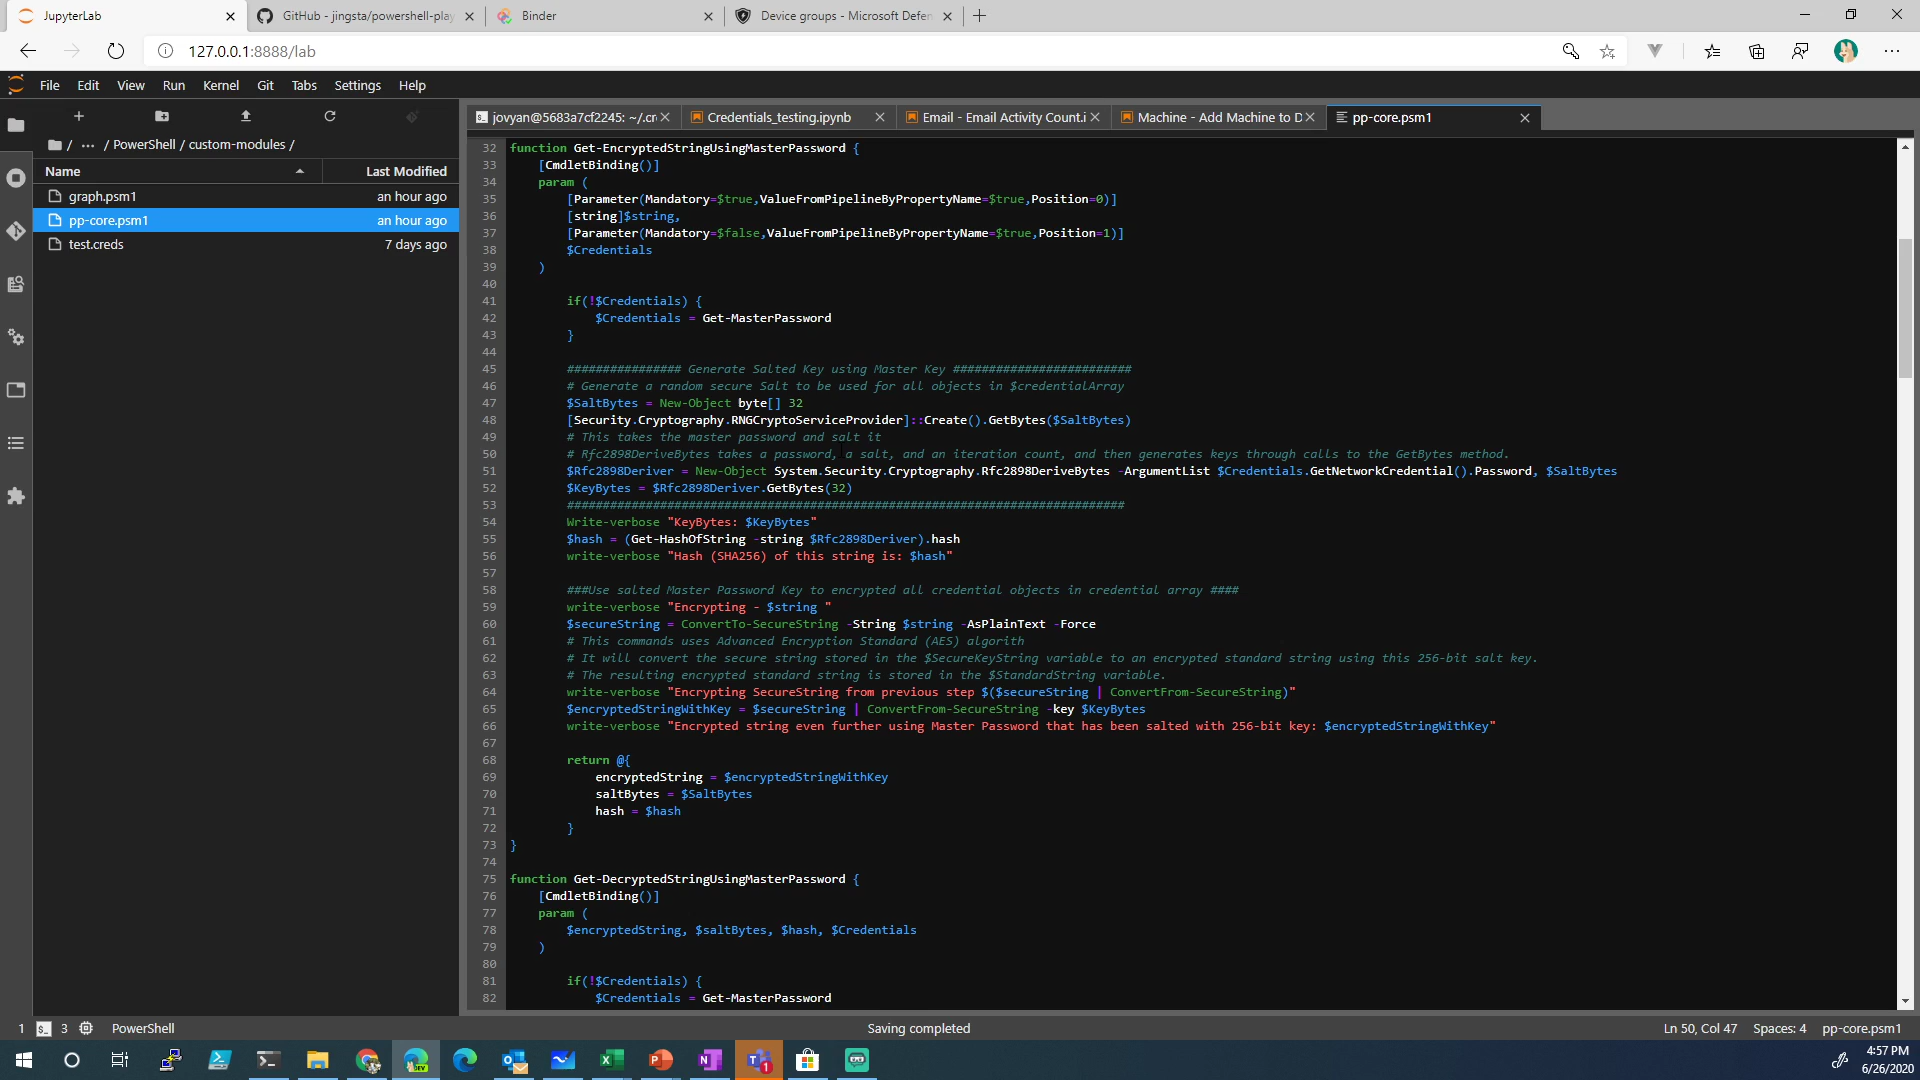 JupyterLab
GitHub - jingsta/powershell-play
Binder
Device groups - Microsoft Defen
127.0.0.1:8888/lab
File Edit View Run Kernel Git Tabs Settings Help
/ ··· / PowerShell / custom-modules /
Name Last Modified
graph.psm1 an hour ago
pp-core.psm1 an hour ago
test.creds 7 days ago
jovyan@5683a7cf2245: ~/.cr
Credentials_testing.ipynb
Email - Email Activity Count.i
Machine - Add Machine to D
pp-core.psm1
32 function Get-EncryptedStringUsingMasterPassword {
33 [CmdletBinding()]
34 param (
35 [Parameter(Mandatory=$true,ValueFromPipelineByPropertyName=$true,Position=0)]
36 [string]$string,
37 [Parameter(Mandatory=$false,ValueFromPipelineByPropertyName=$true,Position=1)]
38 $Credentials
39 )
40
41 if(!$Credentials) {
42 $Credentials = Get-MasterPassword
43 }
44
45 ################ Generate Salted Key using Master Key #########################
46 # Generate a random secure Salt to be used for all objects in $credentialArray
47 $SaltBytes = New-Object byte[] 32
48 [Security.Cryptography.RNGCryptoServiceProvider]::Create().GetBytes($SaltBytes)
49 # This takes the master password and salt it
50 # Rfc2898DeriveBytes takes a password, a salt, and an iteration count, and then generates keys through calls to the GetBytes method.
51 $Rfc2898Deriver = New-Object System.Security.Cryptography.Rfc2898DeriveBytes -ArgumentList $Credentials.GetNetworkCredential().Password, $SaltBytes
52 $KeyBytes = $Rfc2898Deriver.GetBytes(32)
53 ##############################################################################
54 Write-verbose "KeyBytes: $KeyBytes"
55 $hash = (Get-HashOfString -string $Rfc2898Deriver).hash
56 write-verbose "Hash (SHA256) of this string is: $hash"
57
58 ###Use salted Master Password Key to encrypted all credential objects in credential array ####
59 write-verbose "Encrypting - $string "
60 $secureString = ConvertTo-SecureString -String $string -AsPlainText -Force
61 # This commands uses Advanced Encryption Standard (AES) algorith
62 # It will convert the secure string stored in the $SecureKeyString variable to an encrypted standard string using this 256-bit salt key.
63 # The resulting encrypted standard string is stored in the $StandardString variable.
64 write-verbose "Encrypting SecureString from previous step $($secureString | ConvertFrom-SecureString)"
65 $encryptedStringWithKey = $secureString | ConvertFrom-SecureString -key $KeyBytes
66 write-verbose "Encrypted string even further using Master Password that has been salted with 256-bit key: $encryptedStringWithKey"
67
68 return @{
69 encryptedString = $encryptedStringWithKey
70 saltBytes = $SaltBytes
71 hash = $hash
72 }
73 }
74
75 function Get-DecryptedStringUsingMasterPassword {
76 [CmdletBinding()]
77 param (
78 $encryptedString, $saltBytes, $hash, $Credentials
79 )
80
81 if(!$Credentials) {
82 $Credentials = Get-MasterPassword
1 3 PowerShell Saving completed Ln 50, Col 47 Spaces: 4 pp-core.psm1
4:57 PM
6/26/2020